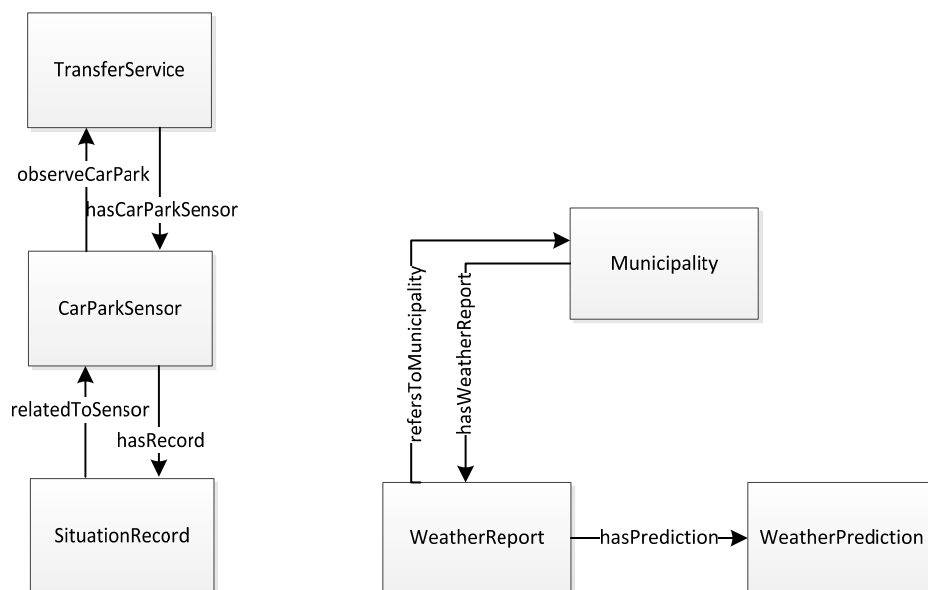 TransferService
observeCarPark
hasCarParkSensor
CarParkSensor
relatedToSensor
hasRecord
SituationRecord
Municipality
refersToMunicipality
hasWeatherReport
WeatherReport
hasPrediction
WeatherPrediction